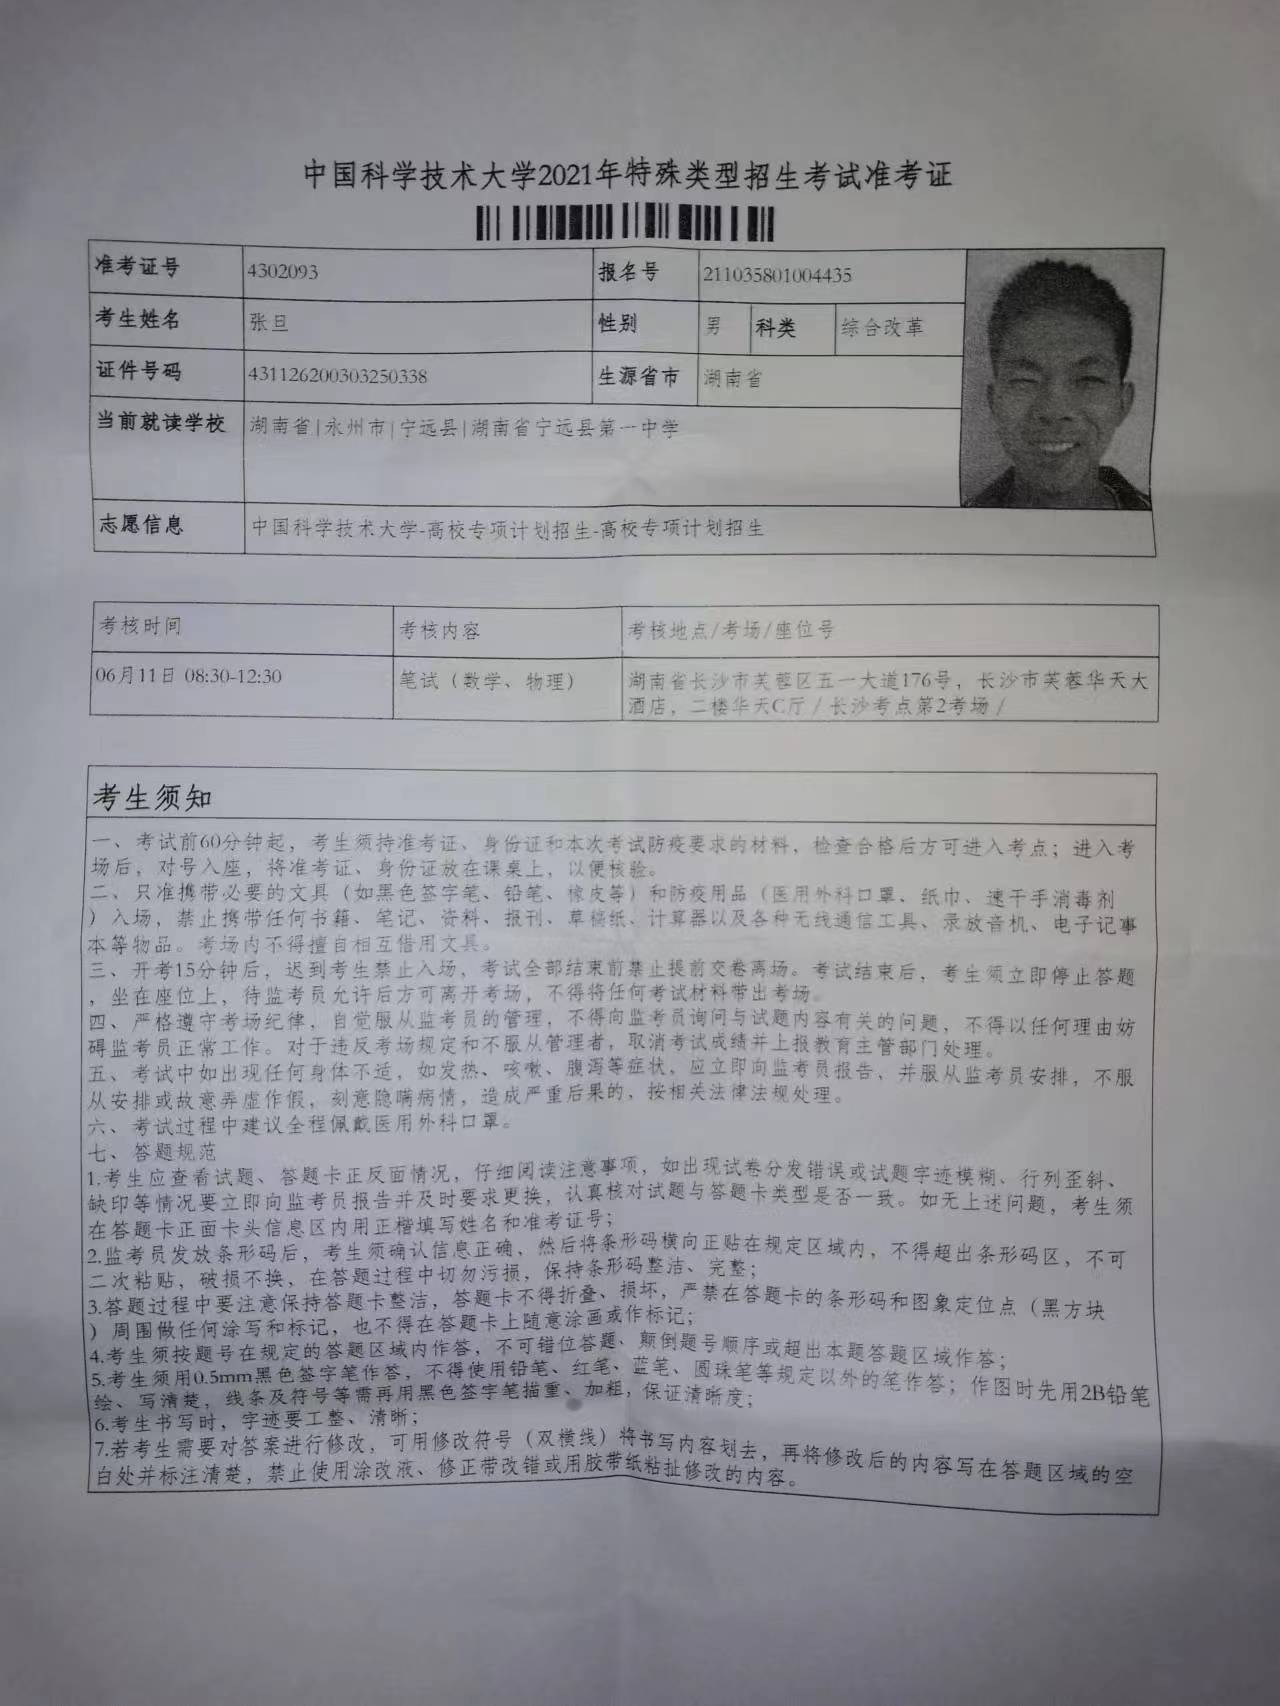 中国科学技术大学2021年特殊类型招生考试准考证
准考证号 4302093 报名号 211035801004435
考生姓名 张旦 性别 男 科类 综合改革
证件号码 431126200303250338 生源省市 湖南省
当前就读学校 湖南省|永州市|宁远县|湖南省宁远县第一中学
志愿信息 中国科学技术大学-高校专项计划招生-高校专项计划招生
考核时间 考核内容 考核地点/考场/座位号
06月11日 08:30-12:30 笔试（数学、物理） 湖南省长沙市芙蓉区五一大道176号，长沙市芙蓉华天大
酒店，二楼华天C厅 / 长沙考点第2考场 /
考生须知
一、考试前60分钟起，考生须持准考证、身份证和本次考试防疫要求的材料，检查合格后方可进入考点；进入考
场后，对号入座，将准考证、身份证放在课桌上，以便核验。
二、只准携带必要的文具（如黑色签字笔、铅笔、橡皮等）和防疫用品（医用外科口罩、纸巾、速干手消毒剂
）入场，禁止携带任何书籍、笔记、资料、报刊、草稿纸、计算器以及各种无线通信工具、录放音机、电子记事
本等物品。考场内不得擅自相互借用文具。
三、开考15分钟后，迟到考生禁止入场，考试全部结束前禁止提前交卷离场。考试结束后，考生须立即停止答题
，坐在座位上，待监考员允许后方可离开考场，不得将任何考试材料带出考场。
四、严格遵守考场纪律，自觉服从监考员的管理，不得向监考员询问与试题内容有关的问题，不得以任何理由妨
碍监考员正常工作。对于违反考场规定和不服从管理者，取消考试成绩并上报教育主管部门处理。
五、考试中如出现任何身体不适，如发热、咳嗽、腹泻等症状，应立即向监考员报告，并服从监考员安排，不服
从安排或故意弄虚作假，刻意隐瞒病情，造成严重后果的，按相关法律法规处理。
六、考试过程中建议全程佩戴医用外科口罩。
七、答题规范
1.考生应查看试题、答题卡正反面情况，仔细阅读注意事项，如出现试卷分发错误或试题字迹模糊、行列歪斜、
缺印等情况要立即向监考员报告并及时要求更换，认真核对试题与答题卡类型是否一致。如无上述问题，考生须
在答题卡正面卡头信息区内用正楷填写姓名和准考证号；
2.监考员发放条形码后，考生须确认信息正确，然后将条形码横向正贴在规定区域内，不得超出条形码区，不可
二次粘贴，破损不换，在答题过程中切勿污损，保持条形码整洁、完整；
3.答题过程中要注意保持答题卡整洁，答题卡不得折叠、损坏，严禁在答题卡的条形码和图象定位点（黑方块
）周围做任何涂写和标记，也不得在答题卡上随意涂画或作标记；
4.考生须按题号在规定的答题区域内作答，不可错位答题、颠倒题号顺序或超出本题答题区域作答；
5.考生须用0.5mm黑色签字笔作答，不得使用铅笔、红笔、蓝笔、圆珠笔等规定以外的笔作答；作图时先用2B铅笔
绘、写清楚，线条及符号等需再用黑色签字笔描重、加粗，保证清晰度；
6.考生书写时，字迹要工整、清晰；
7.若考生需要对答案进行修改，可用修改符号（双横线）将书写内容划去，再将修改后的内容写在答题区域的空
白处并标注清楚，禁止使用涂改液、修正带改错或用胶带纸粘扯修改的内容。